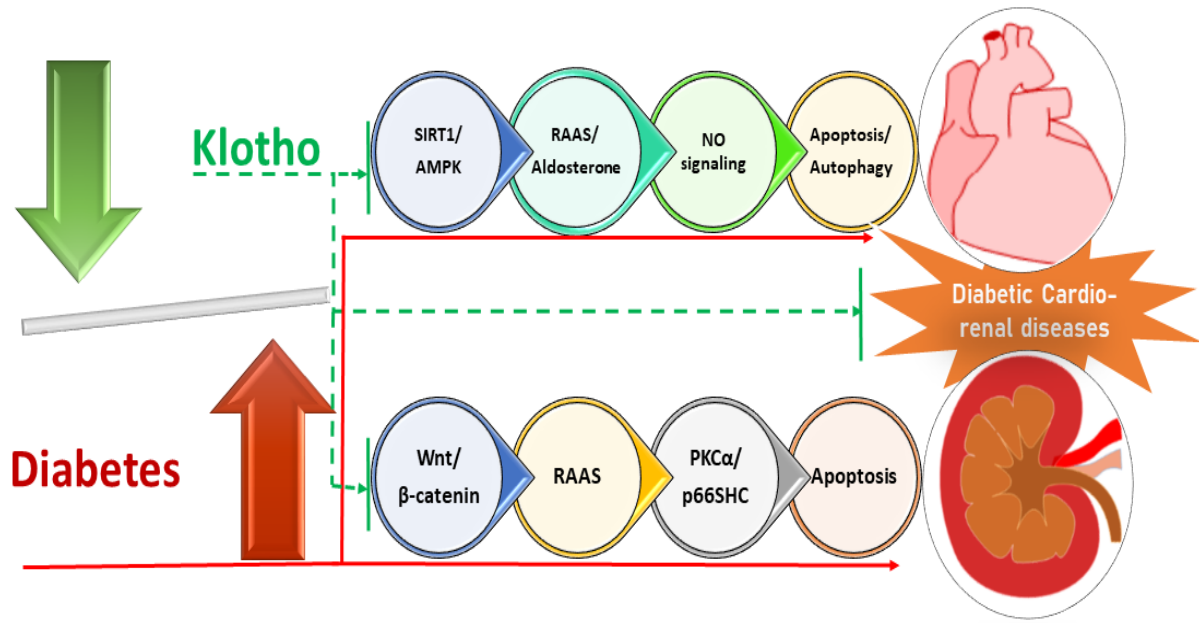 Klotho
SIRT1/
AMPK
RAAS/
Aldosterone
NO
signaling
Apoptosis/
Autophagy
Diabetic Cardio-
renal diseases
Diabetes
Wnt/
β-catenin
RAAS
PKCα/
p66SHC
Apoptosis